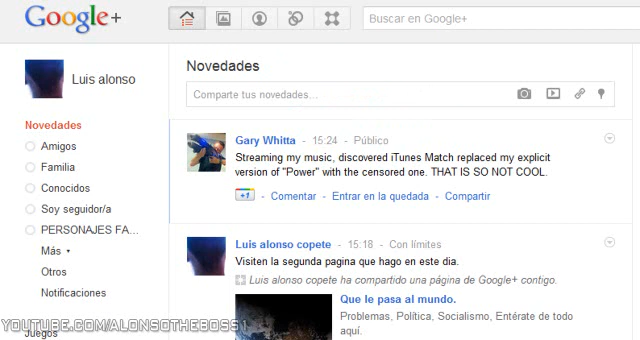 Google+
Buscar en Google+
Luis alonso
Novedades
Comparte tus novedades...
Novedades
Amigos
Familia
Conocidos
Soy seguidor/a
PERSONAJES FA...
Más
Otros
Notificaciones
Juegos
Gary Whitta - 15:24 - Público
Streaming my music, discovered iTunes Match replaced my explicit
version of "Power" with the censored one. THAT IS SO NOT COOL.
+1 - Comentar - Entrar en la quedada - Compartir
Luis alonso copete - 15:18 - Con límites
Visiten la segunda pagina que hago en este dia.
Luis alonso copete ha compartido una página de Google+ contigo.
Que le pasa al mundo.
Problemas, Política, Socialismo, Entérate de todo
aquí.
YOUTUBE.COM/ALONSOTHEBOSS1